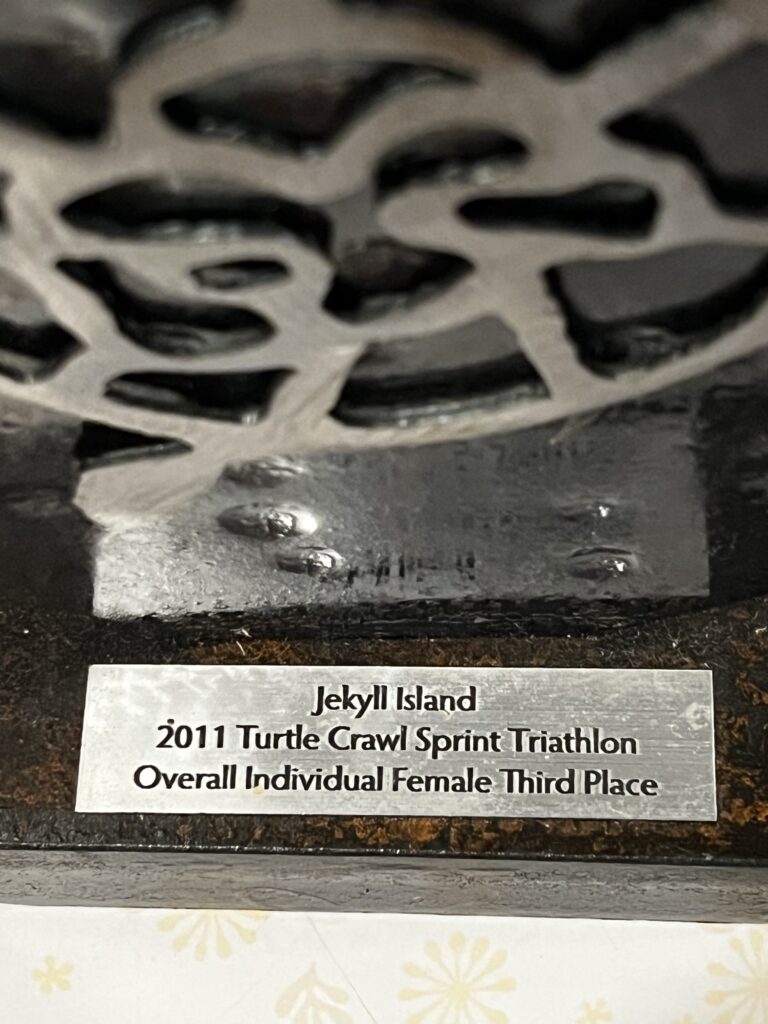 Jekyll Island
2011 Turtle Crawl Sprint Triathlon
Overall Individual Female Third Place